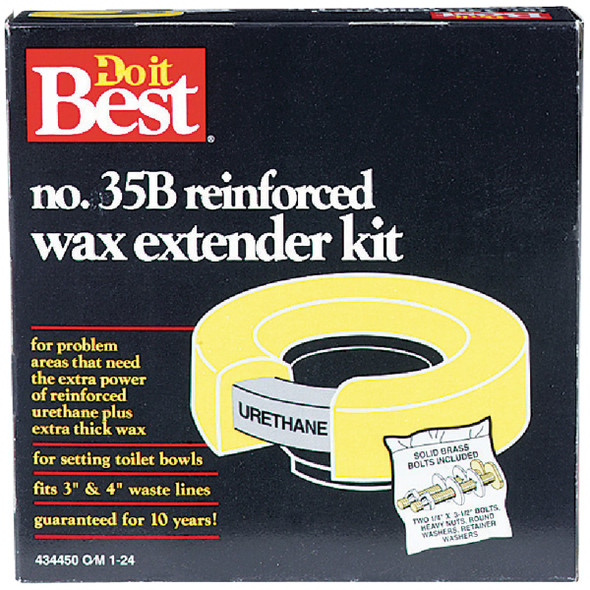 Do it
Best
Do it
Best®
no. 35B reinforced
wax extender kit
for problem
areas that need
the extra power
of reinforced
urethane plus
extra thick wax
for setting toilet bowls
fits 3" & 4" waste lines
guaranteed for 10 years!
434450 O/M 1-24
URETHANE
SOLID BRASS
BOLTS INCLUDED
TWO 1/4" X 3-1/2" BOLTS,
HEAVY NUTS, ROUND
WASHERS, RETAINER
WASHERS